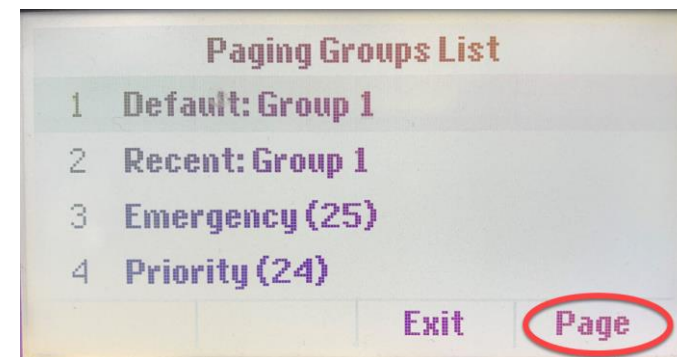 Paging Groups List
1 Default: Group 1
2 Recent: Group 1
3 Emergency (25)
4 Priority (24)
Exit Page